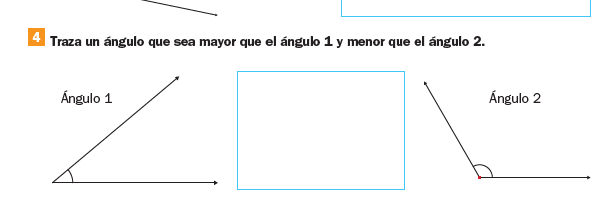 4 Traza un ángulo que sea mayor que el ángulo 1 y menor que el ángulo 2.
Ángulo 1
Ángulo 2